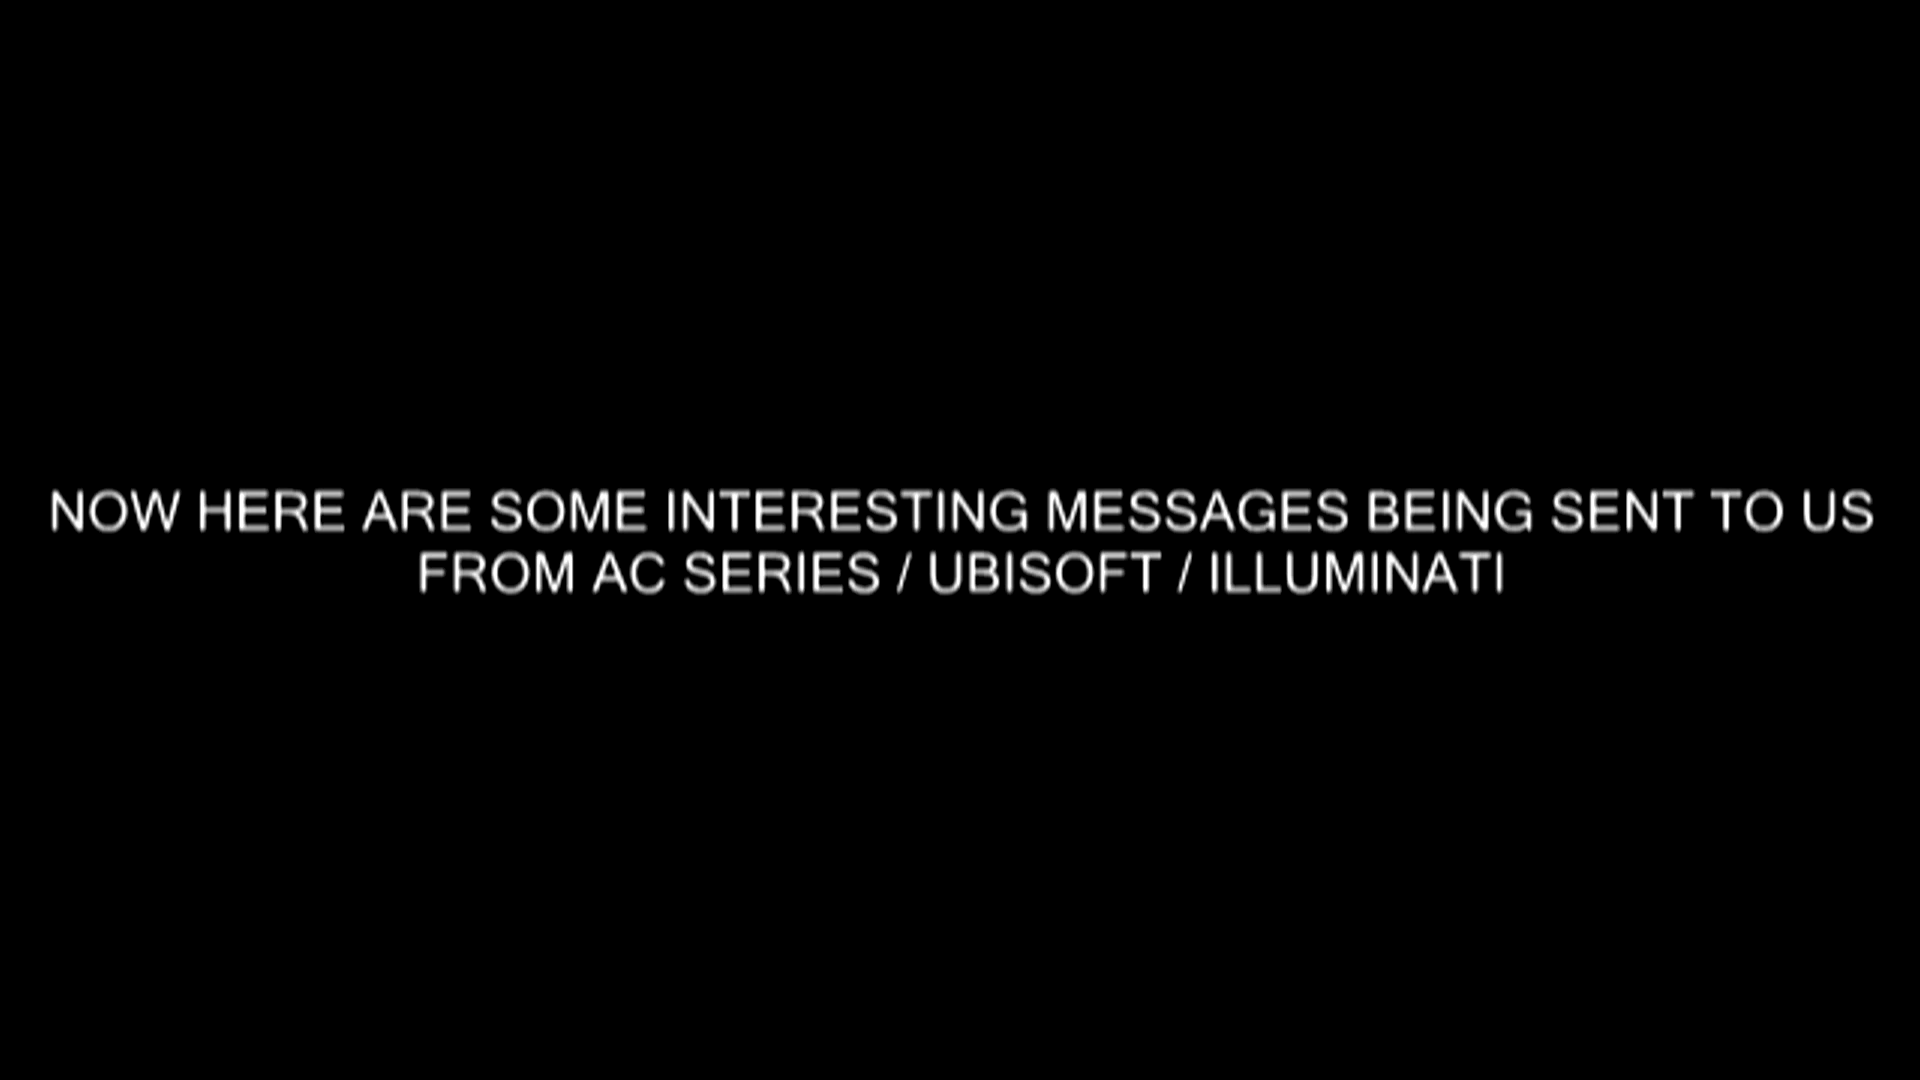 NOW HERE ARE SOME INTERESTING MESSAGES BEING SENT TO US
FROM AC SERIES / UBISOFT / ILLUMINATI